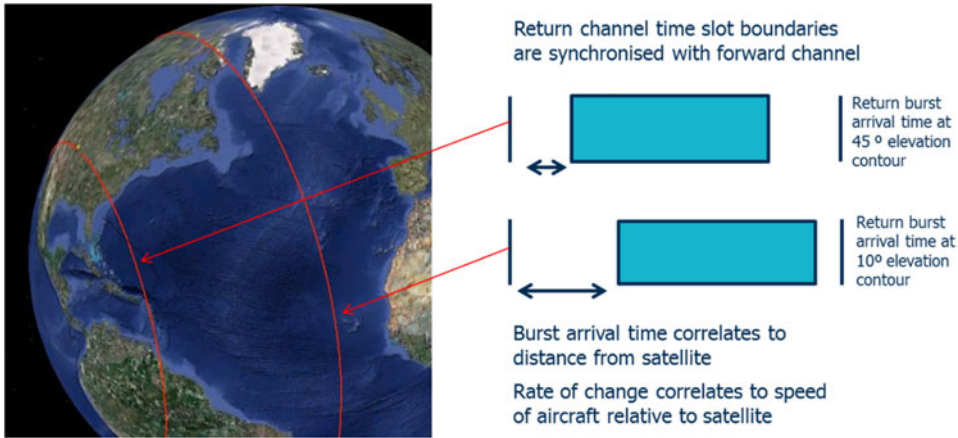 Return channel time slot boundaries
are synchronised with forward channel
Return burst
arrival time at
45 º elevation
contour
Return burst
arrival time at
10º elevation
contour
Burst arrival time correlates to
distance from satellite
Rate of change correlates to speed
of aircraft relative to satellite